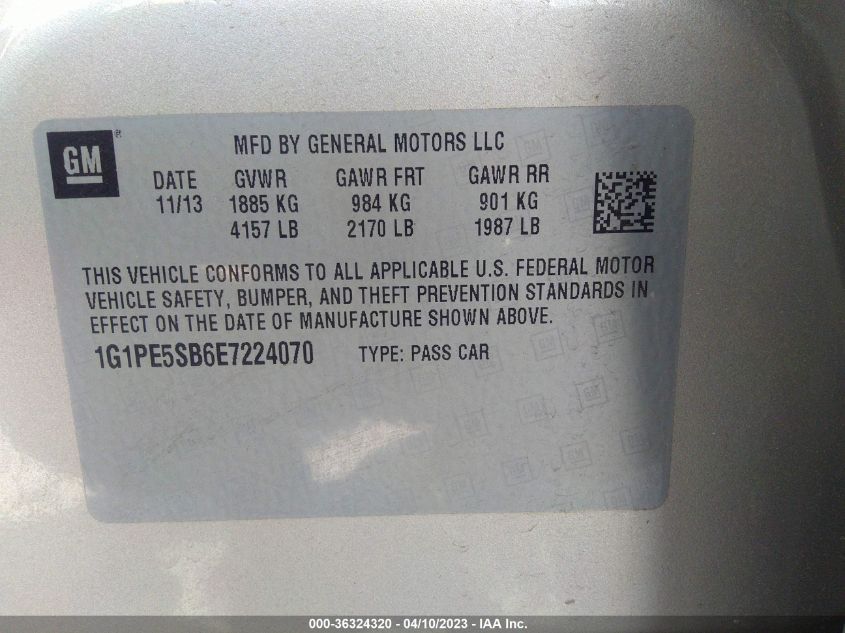 GM®
MFD BY GENERAL MOTORS LLC
DATE GVWR GAWR FRT GAWR RR
11/13 1885 KG 984 KG 901 KG
4157 LB 2170 LB 1987 LB
THIS VEHICLE CONFORMS TO ALL APPLICABLE U.S. FEDERAL MOTOR
VEHICLE SAFETY, BUMPER, AND THEFT PREVENTION STANDARDS IN
EFFECT ON THE DATE OF MANUFACTURE SHOWN ABOVE.
1G1PE5SB6E7224070 TYPE: PASS CAR
000-36324320 - 04/10/2023 - IAA Inc.